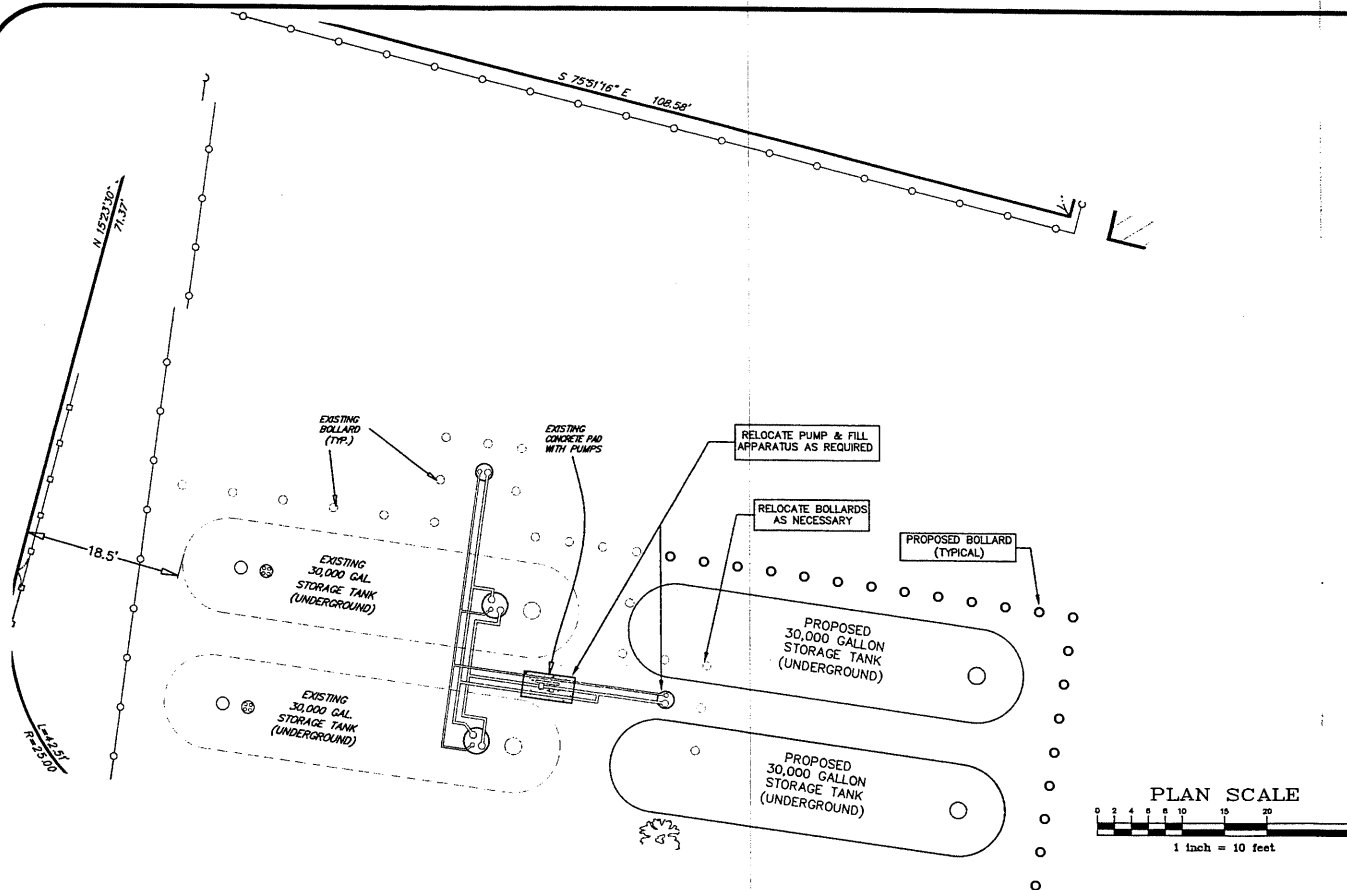 S 75°51'16" E 108.58'
N 15°23'30"
71.37'
EXISTING
BOLLARD
(TYP.)
EXISTING
CONCRETE PAD
WITH PUMPS
RELOCATE PUMP & FILL
APPARATUS AS REQUIRED
RELOCATE BOLLARDS
AS NECESSARY
PROPOSED BOLLARD
(TYPICAL)
18.5'
EXISTING
30,000 GAL.
STORAGE TANK
(UNDERGROUND)
PROPOSED
30,000 GALLON
STORAGE TANK
(UNDERGROUND)
EXISTING
30,000 GAL.
STORAGE TANK
(UNDERGROUND)
PROPOSED
30,000 GALLON
STORAGE TANK
(UNDERGROUND)
L=42.51'
R=25.00
PLAN SCALE
0 2 4 6 8 10 15 20
1 inch = 10 feet